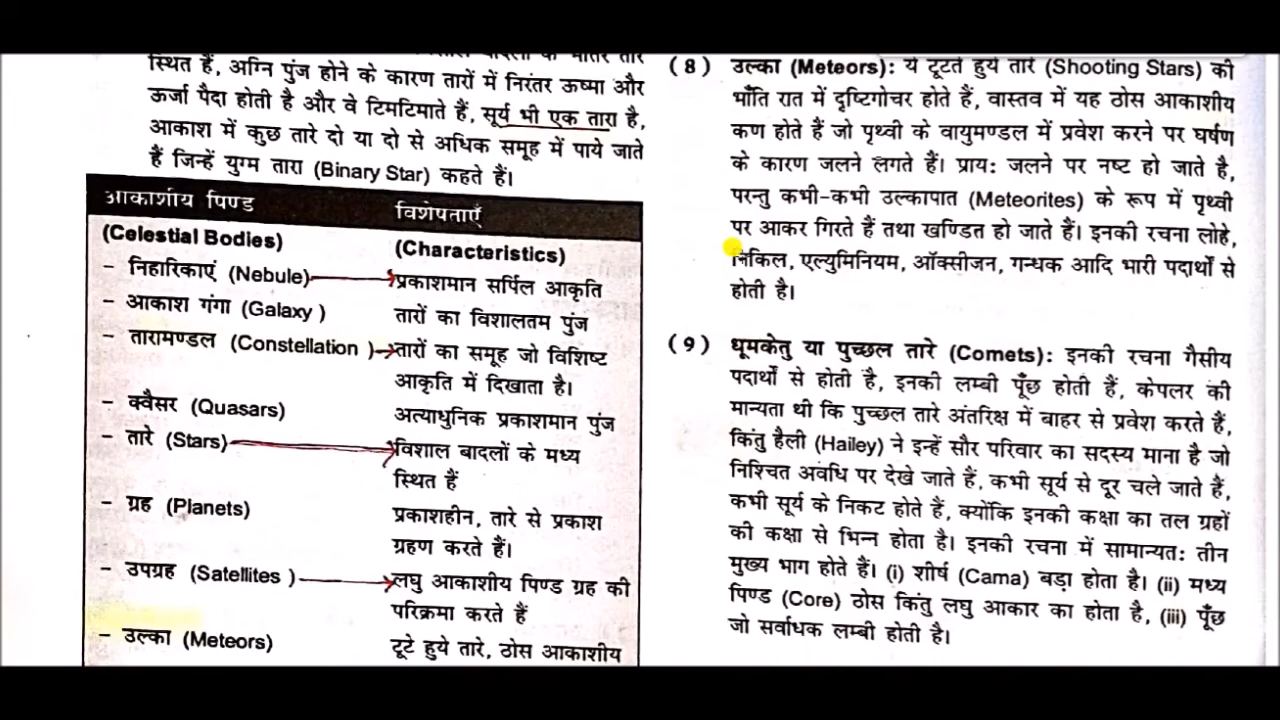 स्थित हैं, अग्नि पुंज होने के कारण तारों में निरंतर ऊष्मा और
ऊर्जा पैदा होती है और वे टिमटिमाते हैं, सूर्य भी एक तारा है,
आकाश में कुछ तारे दो या दो से अधिक समूह में पाये जाते
हैं जिन्हें युग्म तारा (Binary Star) कहते हैं।
आकाशीय पिण्ड विशेषताएँ
(Celestial Bodies) (Characteristics)
– निहारिकाएं (Nebule) प्रकाशमान सर्पिल आकृति
– आकाश गंगा (Galaxy ) तारों का विशालतम पुंज
– तारामण्डल (Constellation ) तारों का समूह जो विशिष्ट
आकृति में दिखाता है।
– क्वैसर (Quasars) अत्याधुनिक प्रकाशमान पुंज
– तारे (Stars) विशाल बादलों के मध्य
स्थित हैं
– ग्रह (Planets) प्रकाशहीन, तारे से प्रकाश
ग्रहण करते हैं।
– उपग्रह (Satellites ) लघु आकाशीय पिण्ड ग्रह की
परिक्रमा करते हैं
– उल्का (Meteors) टूटे हुये तारे, ठोस आकाशीय
(8) उल्का (Meteors): ये टूटते हुये तारे (Shooting Stars) की
भाँति रात में दृष्टिगोचर होते हैं, वास्तव में यह ठोस आकाशीय
कण होते हैं जो पृथ्वी के वायुमण्डल में प्रवेश करने पर घर्षण
के कारण जलने लगते हैं। प्राय: जलने पर नष्ट हो जाते है,
परन्तु कभी-कभी उल्कापात (Meteorites) के रूप में पृथ्वी
पर आकर गिरते हैं तथा खण्डित हो जाते हैं। इनकी रचना लोहे,
निकिल, एल्युमिनियम, ऑक्सीजन, गन्धक आदि भारी पदार्थों से
होती है।
(9) धूमकेतु या पुच्छल तारे (Comets): इनकी रचना गैसीय
पदार्थों से होती है, इनकी लम्बी पूँछ होती हैं, केपलर की
मान्यता थी कि पुच्छल तारे अंतरिक्ष में बाहर से प्रवेश करते हैं,
किंतु हैली (Hailey) ने इन्हें सौर परिवार का सदस्य माना है जो
निश्चित अवधि पर देखे जाते हैं, कभी सूर्य से दूर चले जाते हैं,
कभी सूर्य के निकट होते हैं, क्योंकि इनकी कक्षा का तल ग्रहों
की कक्षा से भिन्न होता है। इनकी रचना में सामान्यत: तीन
मुख्य भाग होते हैं। (i) शीर्ष (Cama) बड़ा होता है। (ii) मध्य
पिण्ड (Core) ठोस किंतु लघु आकार का होता है, (iii) पूँछ
जो सर्वाधक लम्बी होती है।